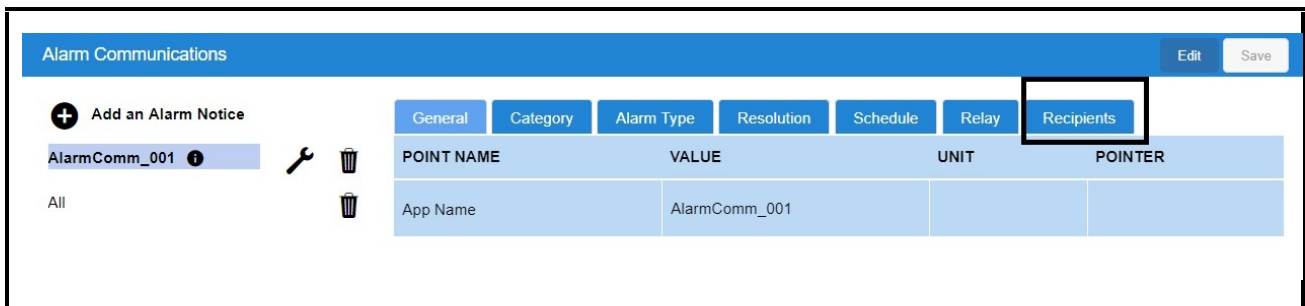 Alarm Communications Edit Save
Add an Alarm Notice
General Category Alarm Type Resolution Schedule Relay Recipients
AlarmComm_001
POINT NAME VALUE UNIT POINTER
All
App Name AlarmComm_001